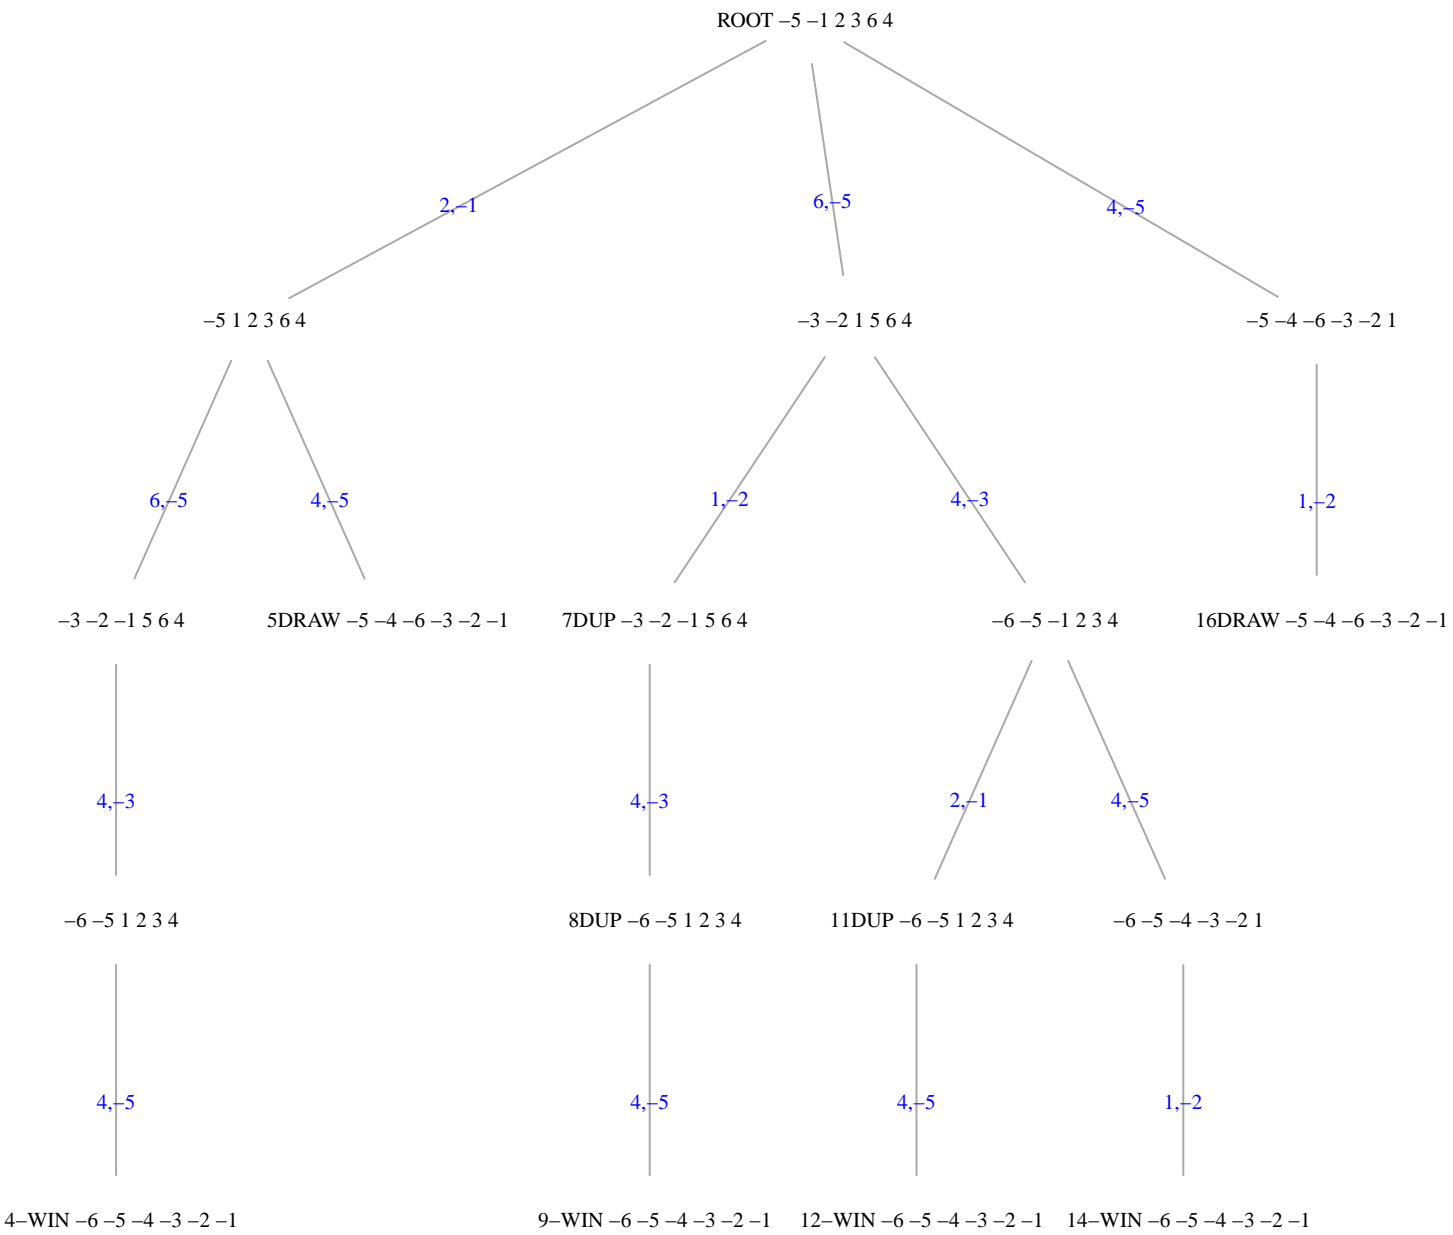 ROOT –5 –1 2 3 6 4
2,–1
6,–5
4,–5
–5 1 2 3 6 4
–3 –2 1 5 6 4
–5 –4 –6 –3 –2 1
6,–5
4,–5
1,–2
4,–3
1,–2
–3 –2 –1 5 6 4
5DRAW –5 –4 –6 –3 –2 –1
7DUP –3 –2 –1 5 6 4
–6 –5 –1 2 3 4
16DRAW –5 –4 –6 –3 –2 –1
4,–3
4,–3
2,–1
4,–5
–6 –5 1 2 3 4
8DUP –6 –5 1 2 3 4
11DUP –6 –5 1 2 3 4
–6 –5 –4 –3 –2 1
4,–5
4,–5
4,–5
1,–2
4–WIN –6 –5 –4 –3 –2 –1
9–WIN –6 –5 –4 –3 –2 –1
12–WIN –6 –5 –4 –3 –2 –1
14–WIN –6 –5 –4 –3 –2 –1